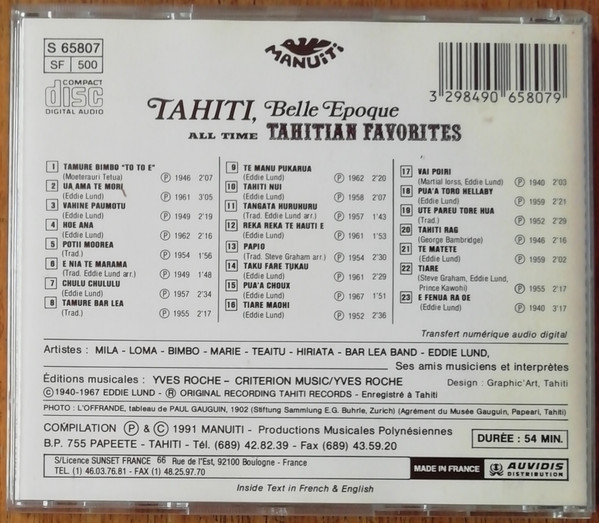 S 65807
SF 500
COMPACT
disc
DIGITAL AUDIO
MANUiTi
3 298490 658079
TAHITI, Belle Epoque
ALL TIME TAHITIAN FAVORITES
1 TAMURE BIMBO "TO TO E"
(Moeterauri Tetua) Ⓟ 1946 2'07
2 UA AMA TE MORI
(Eddie Lund) Ⓟ 1961 3'05
3 VAHINE PAUMOTU
(Eddie Lund) Ⓟ 1949 2'19
4 HOE ANA
(Eddie Lund) Ⓟ 1962 2'16
5 POTII MOOREA
(Trad.) Ⓟ 1954 1'56
6 E NIA TE MARAMA
(Trad. Eddie Lund arr.) Ⓟ 1949 1'48
7 CHULU CHULULU
(Eddie Lund) Ⓟ 1957 2'34
8 TAMURE BAR LEA
(Trad.) Ⓟ 1955 2'17
9 TE MANU PUKARUA
(Eddie Lund) Ⓟ 1962 2'20
10 TAHITI NUI
(Eddie Lund) Ⓟ 1958 2'07
11 TANGATA HURUHURU
(Trad. Eddie Lund arr.) Ⓟ 1957 1'43
12 REKA REKA TE HAUTI E
(Eddie Lund) Ⓟ 1961 1'53
13 PAPIO
(Trad. Steve Graham arr.) Ⓟ 1954 2'30
14 TAKU FARE TUKAU
(Eddie Lund) Ⓟ 1961 2'29
15 PUA'A CHOUX
(Eddie Lund) Ⓟ 1967 1'51
16 TIARE MAOHI
(Eddie Lund) Ⓟ 1952 2'36
17 VAI POIRI
(Martial Iorss, Eddie Lund) Ⓟ 1940 2'03
18 PUA'A TORO HELLABY
(Eddie Lund) Ⓟ 1959 2'21
19 UTE PAREU TORE HUA
(Trad.) Ⓟ 1952 2'29
20 TAHITI RAG
(George Bambridge) Ⓟ 1946 2'16
21 TE MATETE
(Eddie Lund) Ⓟ 1959 2'02
22 TIARE
(Steve Graham, Eddie Lund,
Prince Kawohi) Ⓟ 1955 2'17
23 E FENUA RA OE
(Eddie Lund) Ⓟ 1940 3'17
Transfert numérique audio digital
Artistes : MILA - LOMA - BIMBO - MARIE - TEAITU - HIRIATA - BAR LEA BAND - EDDIE LUND,
Ses amis musiciens et interprètes
Éditions musicales : YVES ROCHE – CRITERION MUSIC/YVES ROCHE Design : Graphic'Art, Tahiti
© 1940-1967 EDDIE LUND - Ⓡ ORIGINAL RECORDING TAHITI RECORDS - Enregistré à Tahiti
PHOTO : L'OFFRANDE, tableau de PAUL GAUGUIN, 1902 (Stiftung Sammlung E.G. Buhrle, Zurich) (Agrément du Musée Gauguin, Papeari, Tahiti)
COMPILATION Ⓟ & © 1991 MANUITI - Productions Musicales Polynésiennes
B.P. 755 PAPEETE - TAHITI - Tél. (689) 42.82.39 - Fax (689) 43.59.20
DURÉE : 54 MIN.
S/Licence SUNSET FRANCE 66 Rue de l'Est, 92100 Boulogne - France
TEL (1) 46.03.76.81 - FAX (1) 48.25.97.70
MADE IN FRANCE
AUVIDIS
DISTRIBUTION
Inside Text in French & English